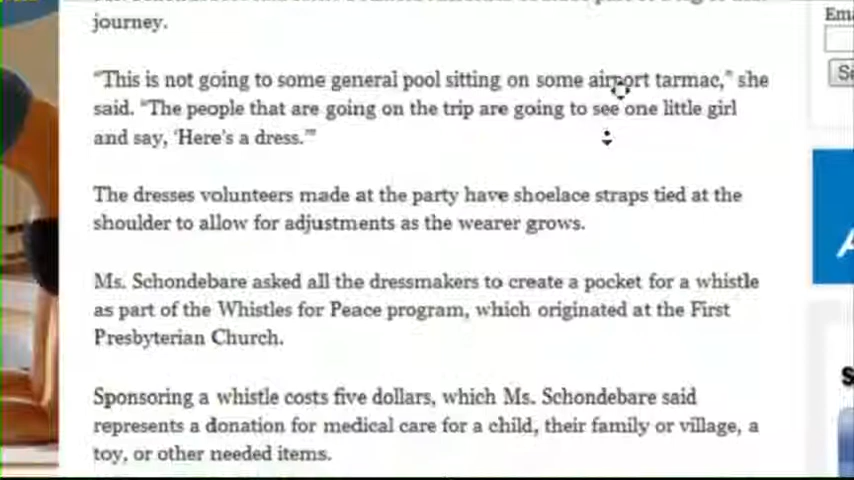 journey.
“This is not going to some general pool sitting on some airport tarmac,” she
said. “The people that are going on the trip are going to see one little girl
and say, ‘Here’s a dress.’”
The dresses volunteers made at the party have shoelace straps tied at the
shoulder to allow for adjustments as the wearer grows.
Ms. Schondebare asked all the dressmakers to create a pocket for a whistle
as part of the Whistles for Peace program, which originated at the First
Presbyterian Church.
Sponsoring a whistle costs five dollars, which Ms. Schondebare said
represents a donation for medical care for a child, their family or village, a
toy, or other needed items.